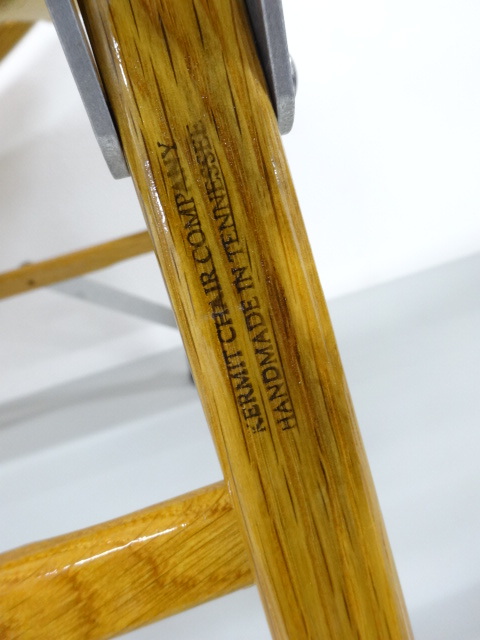 KERMIT CHAIR COMPANY
HANDMADE IN TENNESSEE